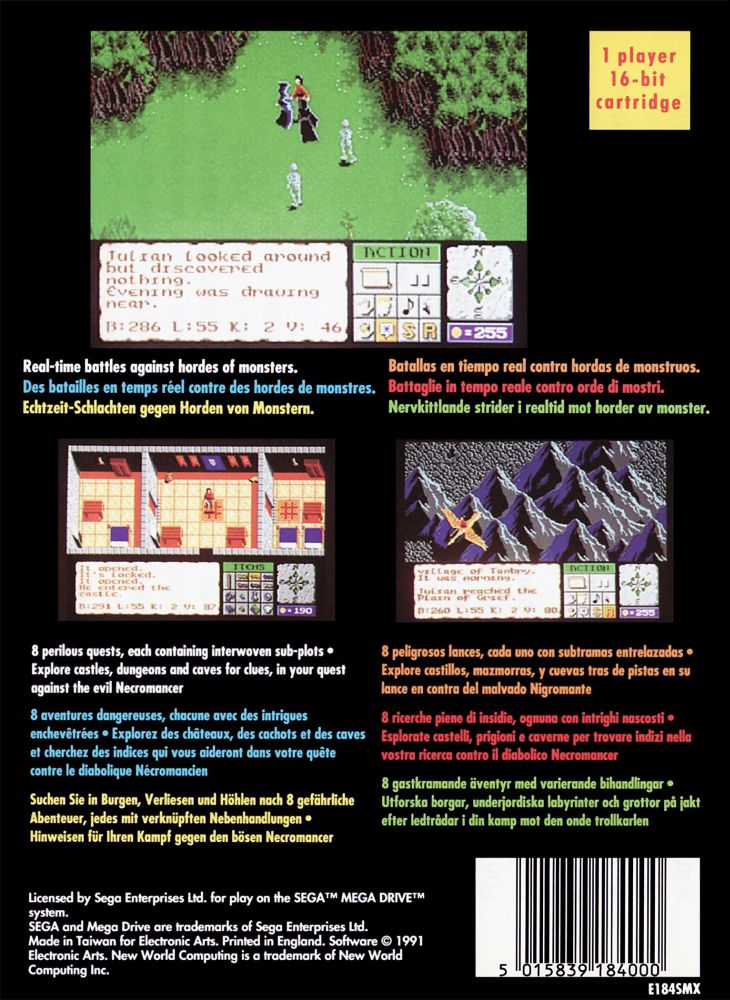 1 player
16-bit
cartridge
Julian looked around
but discovered
nothing.
Evening was drawing
near.
B:286 L:55 K: 2 V: 46
ACTION
N
W E
S
S R
=255
Real-time battles against hordes of monsters.
Des batailles en temps réel contre des hordes de monstres.
Echtzeit-Schlachten gegen Horden von Monstern.
Batallas en tiempo real contra hordas de monstruos.
Battaglie in tempo reale contro orde di mostri.
Nervkittlande strider i realtid mot horder av monster.
It opened.
It's locked.
It opened.
He entered the
castle.
B:291 L:55 K: 2 V: 87
ITEMS
=190
village of Tambry.
It was morning.
Julian reached the
Plain of Grief.
B:260 L:55 K: 2 V: 80
ACTION
S R
=255
8 perilous quests, each containing interwoven sub-plots •
Explore castles, dungeons and caves for clues, in your quest
against the evil Necromancer
8 aventures dangereuses, chacune avec des intrigues
enchevêtrées • Explorez des châteaux, des cachots et des caves
et cherchez des indices qui vous aideront dans votre quête
contre le diabolique Nécromancien
Suchen Sie in Burgen, Verliesen und Höhlen nach 8 gefährliche
Abenteuer, jedes mit verknüpften Nebenhandlungen •
Hinweisen für Ihren Kampf gegen den bösen Necromancer
8 peligrosos lances, cada uno con subtramas entrelazadas •
Explore castillos, mazmorras, y cuevas tras de pistas en su
lance en contra del malvado Nigromante
8 ricerche piene di insidie, ognuna con intrighi nascosti •
Esplorate castelli, prigioni e caverne per trovare indizi nella
vostra ricerca contro il diabolico Necromancer
8 gastkramande äventyr med varierande bihandlingar •
Utforska borgar, underjordiska labyrinter och grottor på jakt
efter ledtrådar i din kamp mot den onde trollkarlen
Licensed by Sega Enterprises Ltd. for play on the SEGA™ MEGA DRIVE™
system.
SEGA and Mega Drive are trademarks of Sega Enterprises Ltd.
Made in Taiwan for Electronic Arts. Printed in England. Software © 1991
Electronic Arts. New World Computing is a trademark of New World
Computing Inc.
5 015839 184000
E184SMX